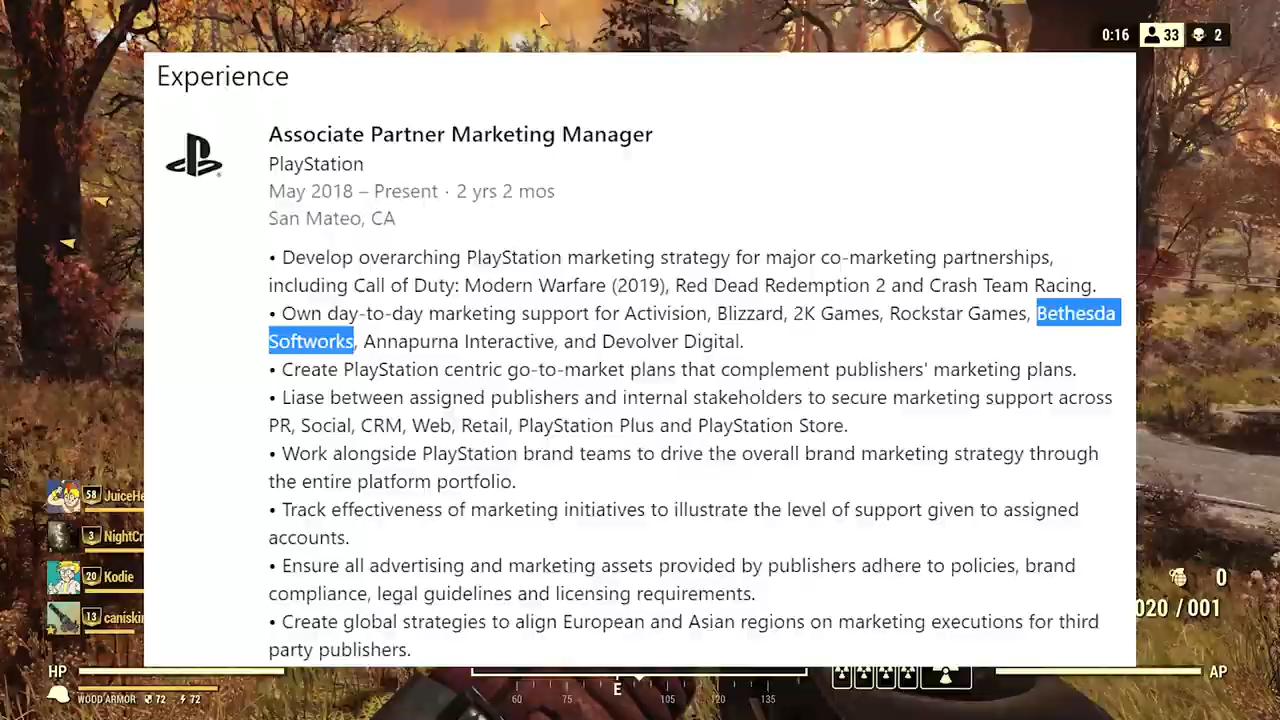 0:16 33 2
Experience
Associate Partner Marketing Manager
PlayStation
May 2018 – Present · 2 yrs 2 mos
San Mateo, CA
• Develop overarching PlayStation marketing strategy for major co-marketing partnerships,
including Call of Duty: Modern Warfare (2019), Red Dead Redemption 2 and Crash Team Racing.
• Own day-to-day marketing support for Activision, Blizzard, 2K Games, Rockstar Games, Bethesda
Softworks, Annapurna Interactive, and Devolver Digital.
• Create PlayStation centric go-to-market plans that complement publishers' marketing plans.
• Liase between assigned publishers and internal stakeholders to secure marketing support across
PR, Social, CRM, Web, Retail, PlayStation Plus and PlayStation Store.
• Work alongside PlayStation brand teams to drive the overall brand marketing strategy through
the entire platform portfolio.
• Track effectiveness of marketing initiatives to illustrate the level of support given to assigned
accounts.
• Ensure all advertising and marketing assets provided by publishers adhere to policies, brand
compliance, legal guidelines and licensing requirements.
• Create global strategies to align European and Asian regions on marketing executions for third
party publishers.
58 JuiceHe
3 NightCr
20 Kodie
13 caniski
0
020 / 001
HP
AP
WOOD ARMOR 72 72
60 75 E 105 120 135